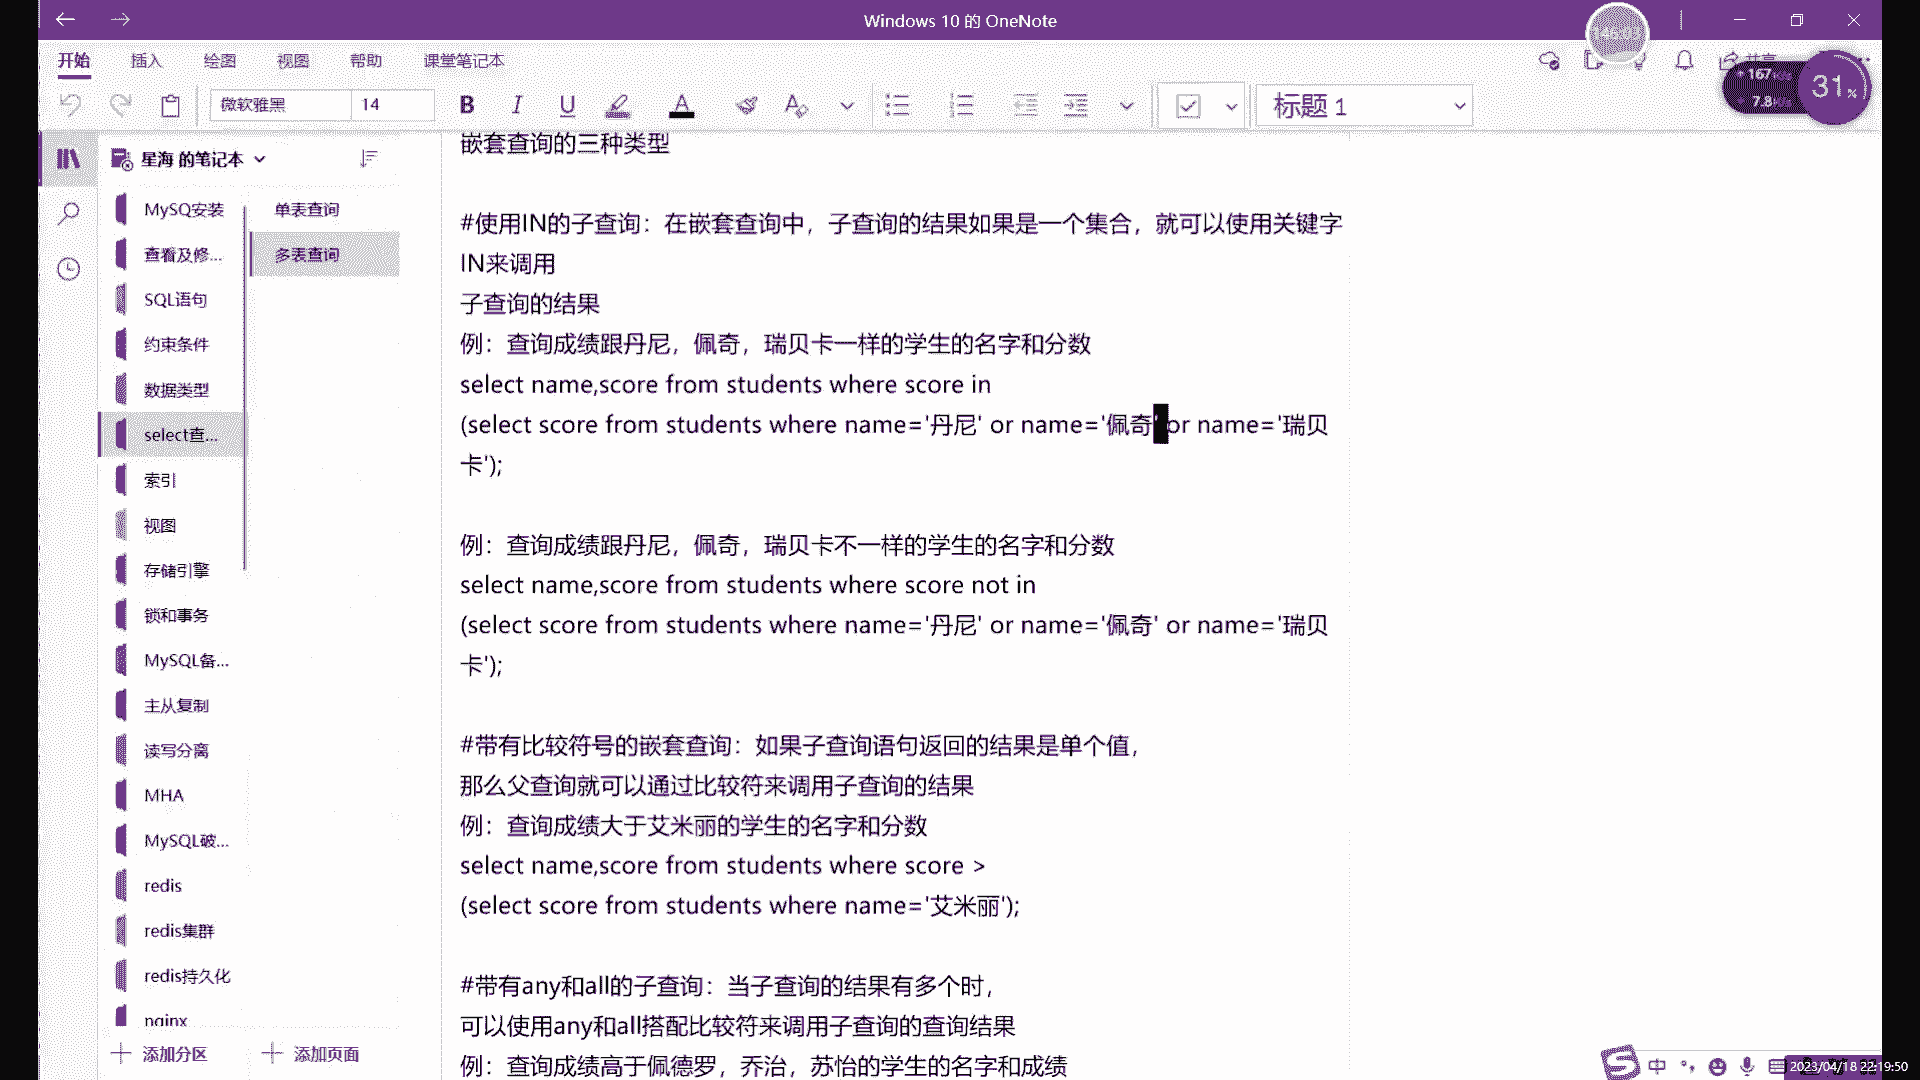 Windows 10 的 OneNote
开始 插入 绘图 视图 帮助 课堂笔记本
共享
167
7.8
31%
微软雅黑 14 B I U A 标题 1
星海 的笔记本
MySQ安装
查看及修...
SQL语句
约束条件
数据类型
select查...
索引
视图
存储引擎
锁和事务
MySQL备...
主从复制
读写分离
MHA
MySQL破...
redis
redis集群
redis持久化
nginx
添加分区
单表查询
多表查询
添加页面
嵌套查询的三种类型
#使用IN的子查询：在嵌套查询中，子查询的结果如果是一个集合，就可以使用关键字
IN来调用
子查询的结果
例：查询成绩跟丹尼，佩奇，瑞贝卡一样的学生的名字和分数
select name,score from students where score in
(select score from students where name='丹尼' or name='佩奇' or name='瑞贝
卡');
例：查询成绩跟丹尼，佩奇，瑞贝卡不一样的学生的名字和分数
select name,score from students where score not in
(select score from students where name='丹尼' or name='佩奇' or name='瑞贝
卡');
#带有比较符号的嵌套查询：如果子查询语句返回的结果是单个值，
那么父查询就可以通过比较符来调用子查询的结果
例：查询成绩大于艾米丽的学生的名字和分数
select name,score from students where score >
(select score from students where name='艾米丽');
#带有any和all的子查询：当子查询的结果有多个时，
可以使用any和all搭配比较符来调用子查询的查询结果
例：查询成绩高于佩德罗，乔治，苏怡的学生的名字和成绩
中
2023/04/18 22:19:50